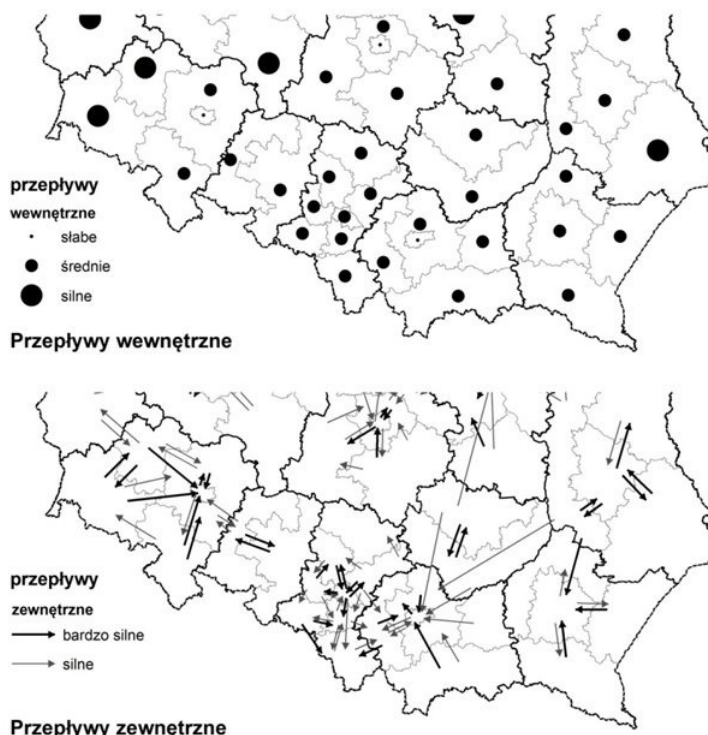 przepływy
wewnętrzne
słabe
średnie
silne
Przepływy wewnętrzne
przepływy
zewnętrzne
bardzo silne
silne
Przepływy zewnetrzne